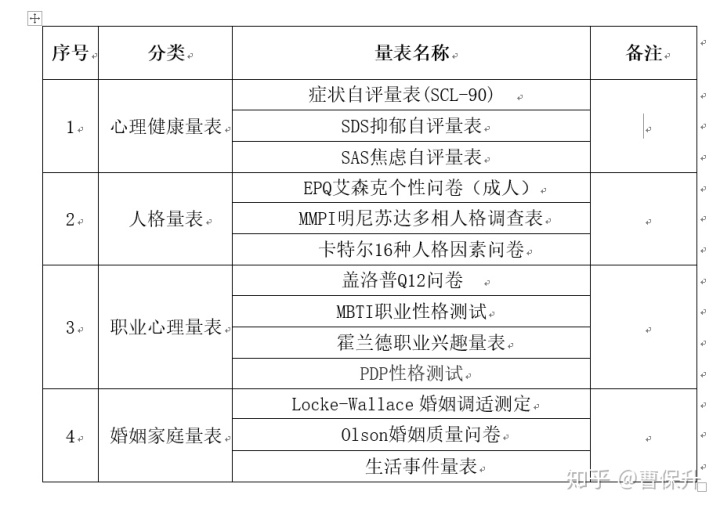 序号 分类 量表名称 备注
症状自评量表(SCL-90)
1 心理健康量表 SDS抑郁自评量表
SAS焦虑自评量表
EPQ艾森克个性问卷（成人）
2 人格量表 MMPI明尼苏达多相人格调查表
卡特尔16种人格因素问卷
盖洛普Q12问卷
3 职业心理量表 MBTI职业性格测试
霍兰德职业兴趣量表
PDP性格测试
Locke-Wallace 婚姻调适测定
4 婚姻家庭量表 Olson婚姻质量问卷
生活事件量表
知乎 @曹保升